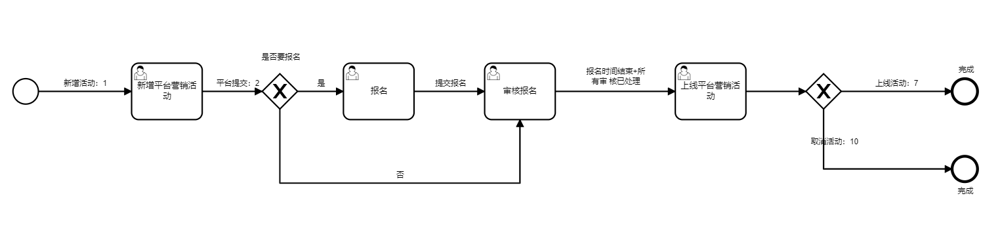 是否要报名
新增活动：1
新增平台营销活
动
平台提交：2
是
报名
提交报名
审核报名
报名时间结束+所
有审 核已处理
上线平台营销活
动
上线活动：7
完成
取消活动：10
否
完成